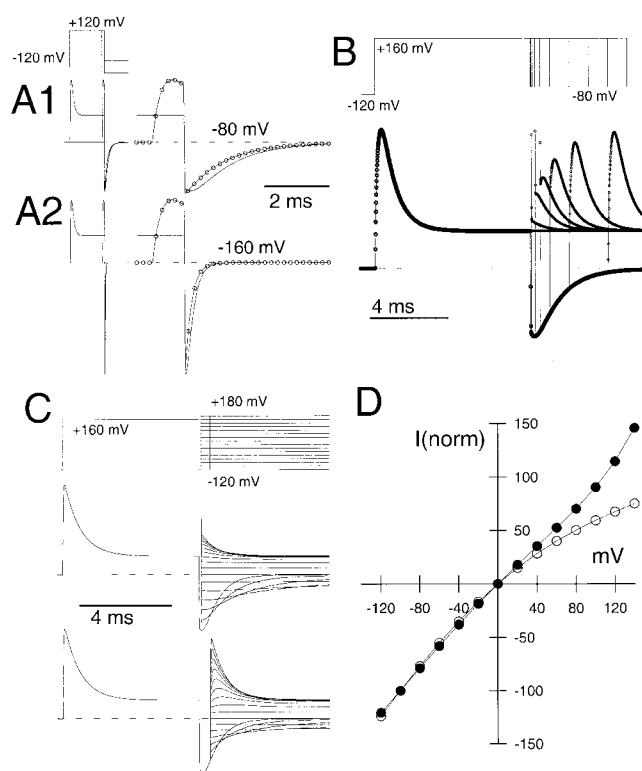 +120 mV
-120 mV
A1
-80 mV
2 ms
A2
-160 mV
B
+160 mV
-120 mV
-80 mV
4 ms
C
+180 mV
+160 mV
-120 mV
4 ms
D
I(norm)
150
100
50
mV
-120 -80 -40 40 80 120
-50
-100
-150